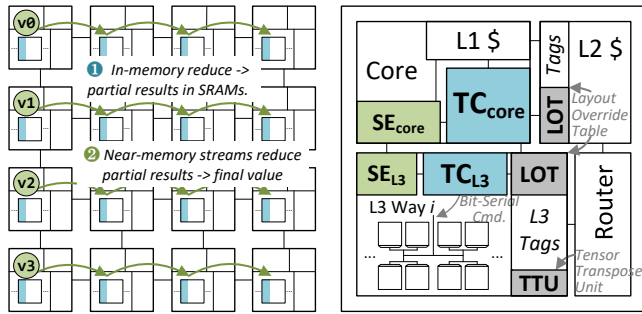 v0
❶ In-memory reduce ->
partial results in SRAMs.
v1
❷ Near-memory streams reduce
partial results -> final value
v2
v3
L1 $
Tags
L2 $
Core
TCcore
SEcore
LOT
Layout
Override
Table
SEL3
TCL3
LOT
L3 Way i
Bit-Serial
Cmd.
L3
Tags
Router
Tensor
Transpose
Unit
TTU
...
...
...
...